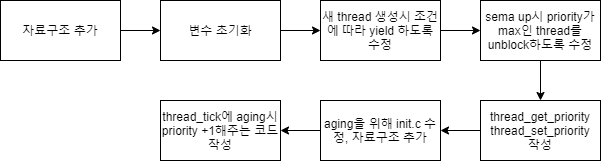 자료구조 추가
변수 초기화
새 thread 생성시 조건
에 따라 yield 하도록
수정
sema up시 priority가
max인 thread를
unblock하도록 수정
thread_get_priority
thread_set_priority
작성
aging을 위해 init.c 수
정, 자료구조 추가
thread_tick에 aging시
priority +1해주는 코드
작성